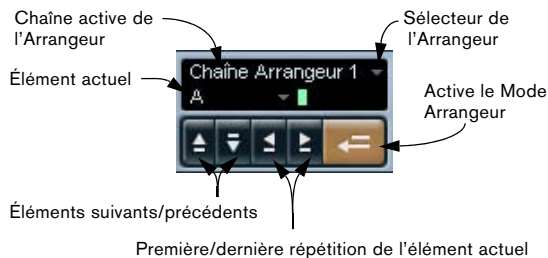 Chaîne active de
l'Arrangeur
Sélecteur de
l'Arrangeur
Élément actuel
Chaîne Arrangeur 1
A
Active le Mode
Arrangeur
Éléments suivants/précédents
Première/dernière répétition de l'élément actuel